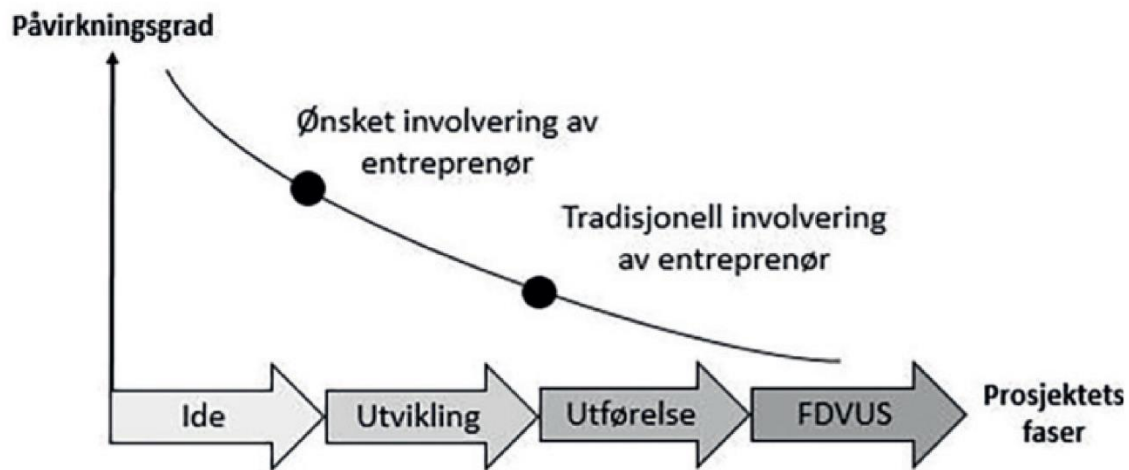 Påvirkningsgrad
Ønsket involvering av
entreprenør
Tradisjonell involvering
av entreprenør
Ide
Utvikling
Utførelse
FDVUS
Prosjektets
faser